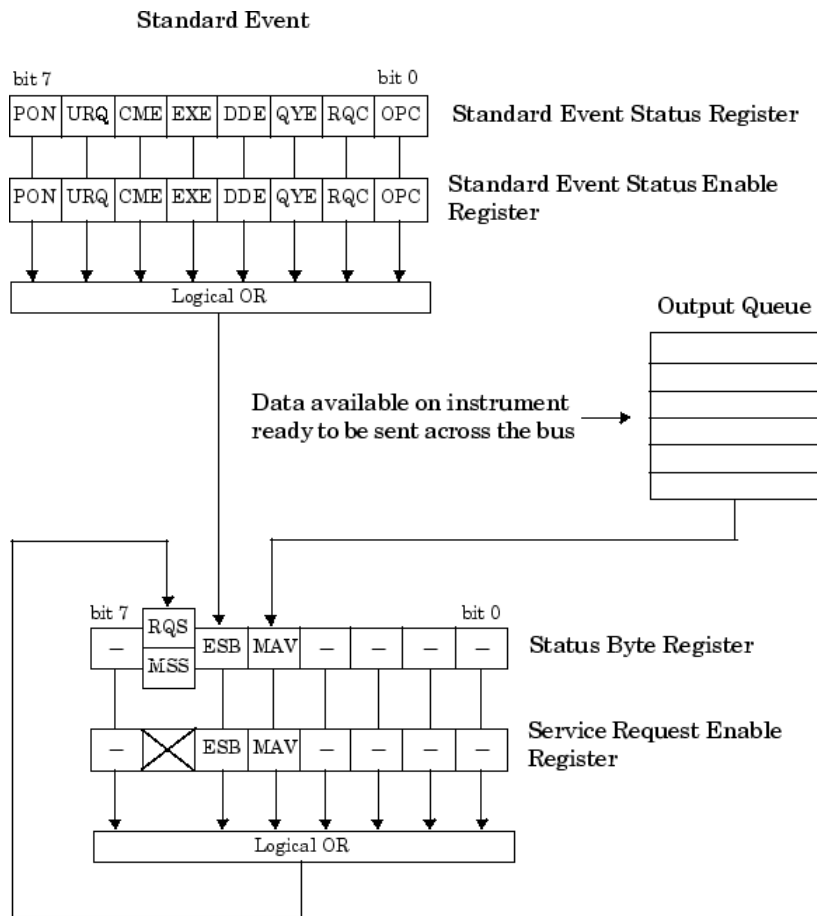 Standard Event
bit 7 bit 0
PON URQ CME EXE DDE QYE RQC OPC Standard Event Status Register
PON URQ CME EXE DDE QYE RQC OPC Standard Event Status Enable
Register
Logical OR
Output Queue
Data available on instrument
ready to be sent across the bus
bit 7 bit 0
RQS
– ESB MAV – – – – Status Byte Register
MSS
– ESB MAV – – – – Service Request Enable
Register
Logical OR